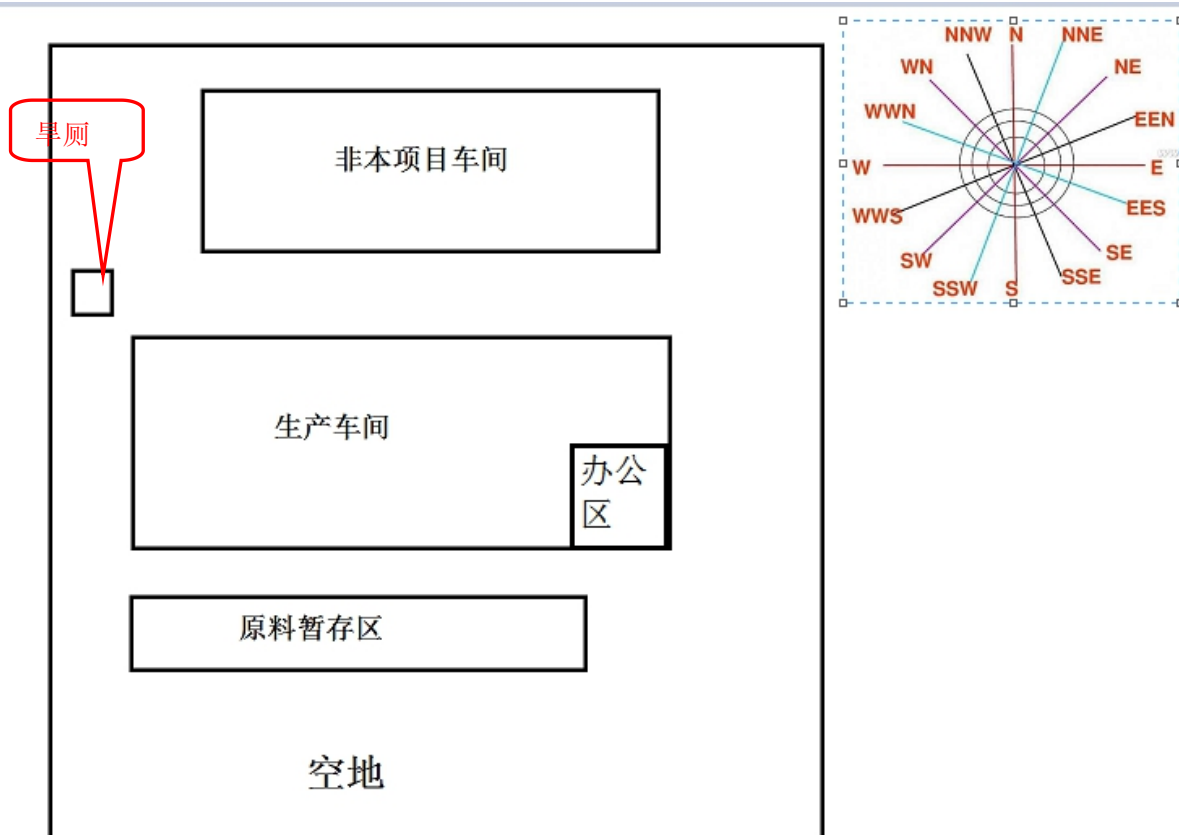 旱厕
非本项目车间
生产车间
办公
区
原料暂存区
空地
NNW N NNE
WN NE
WWN EEN
W E
WWS EES
SW SE
SSW S SSE